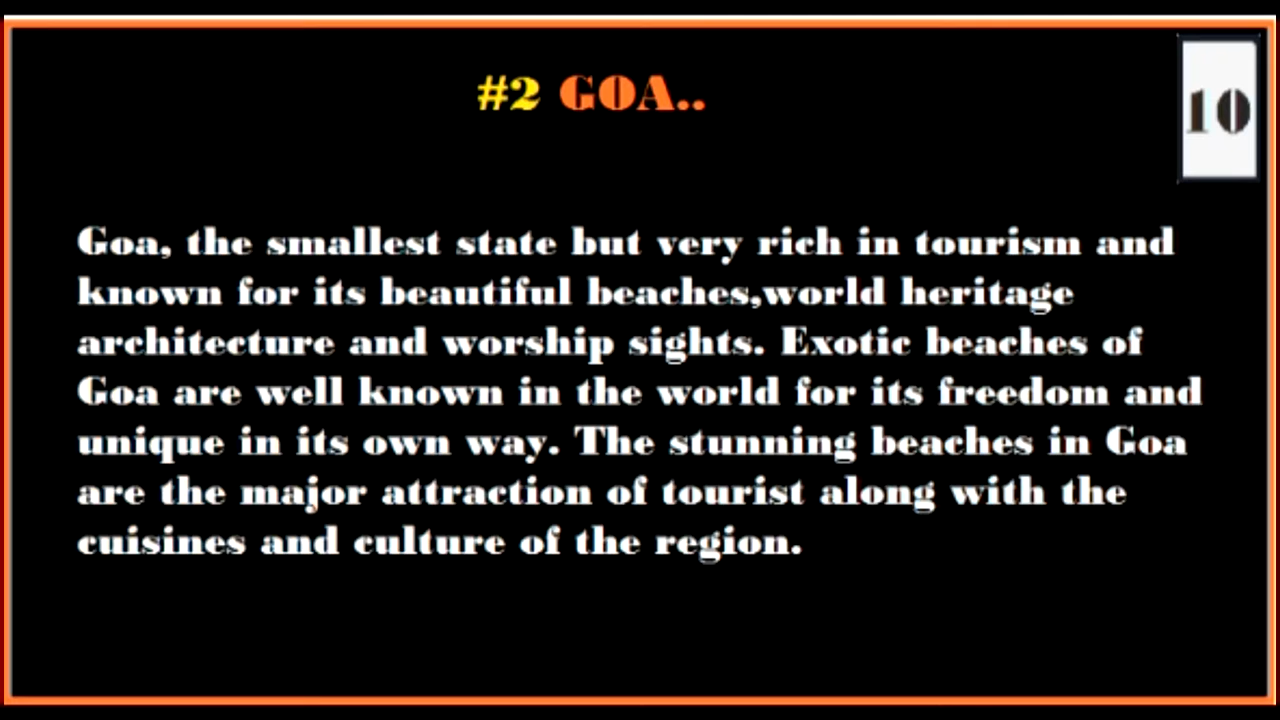 #2 GOA..
10
Goa, the smallest state but very rich in tourism and
known for its beautiful beaches,world heritage
architecture and worship sights. Exotic beaches of
Goa are well known in the world for its freedom and
unique in its own way. The stunning beaches in Goa
are the major attraction of tourist along with the
cuisines and culture of the region.